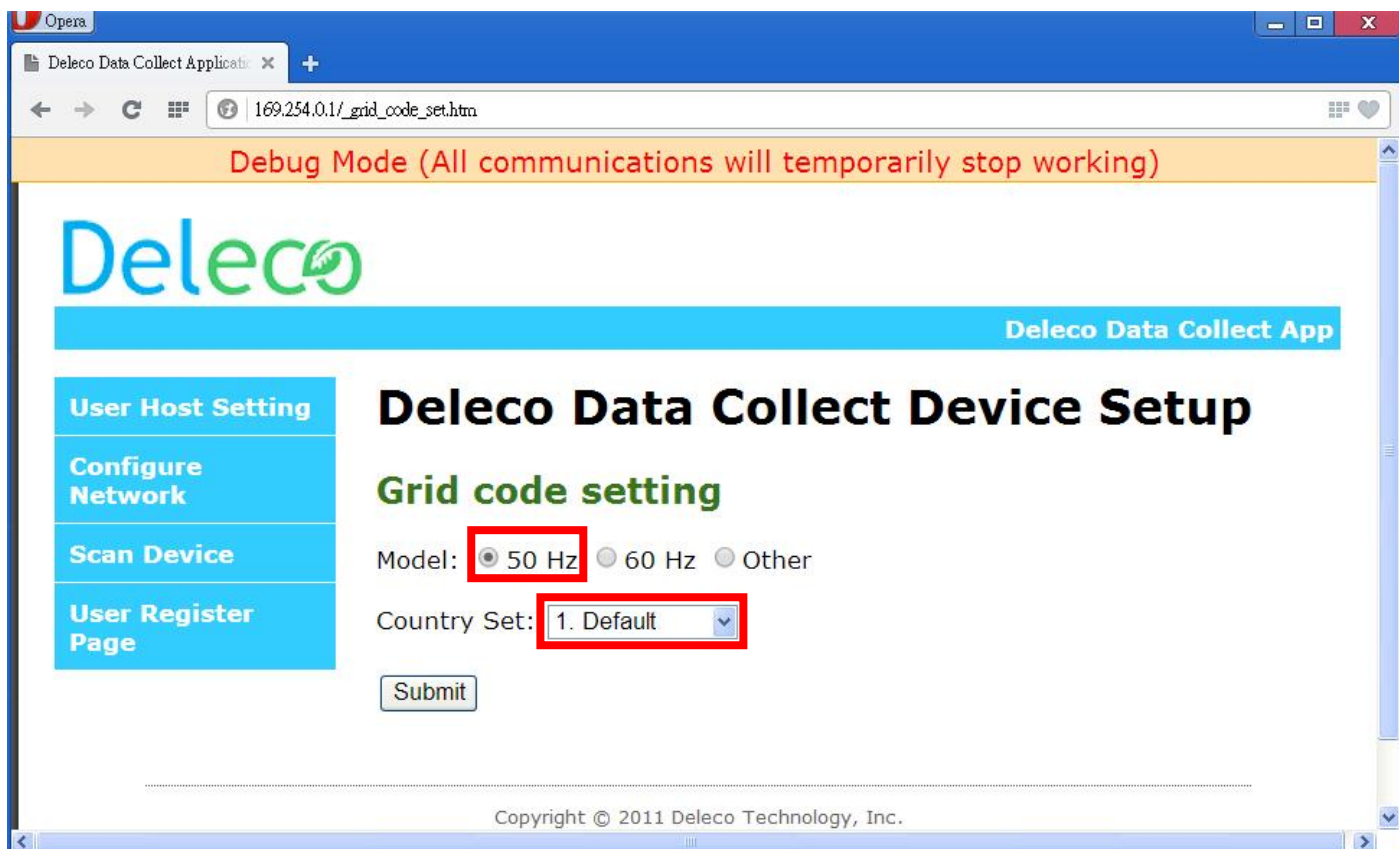 Opera
Deleco Data Collect Applicatio
169.254.0.1/_grid_code_set.htm
Debug Mode (All communications will temporarily stop working)
Deleco
Deleco Data Collect App
User Host Setting
Configure
Network
Scan Device
User Register
Page
Deleco Data Collect Device Setup
Grid code setting
Model: 50 Hz 60 Hz Other
Country Set: 1. Default
Submit
Copyright © 2011 Deleco Technology, Inc.